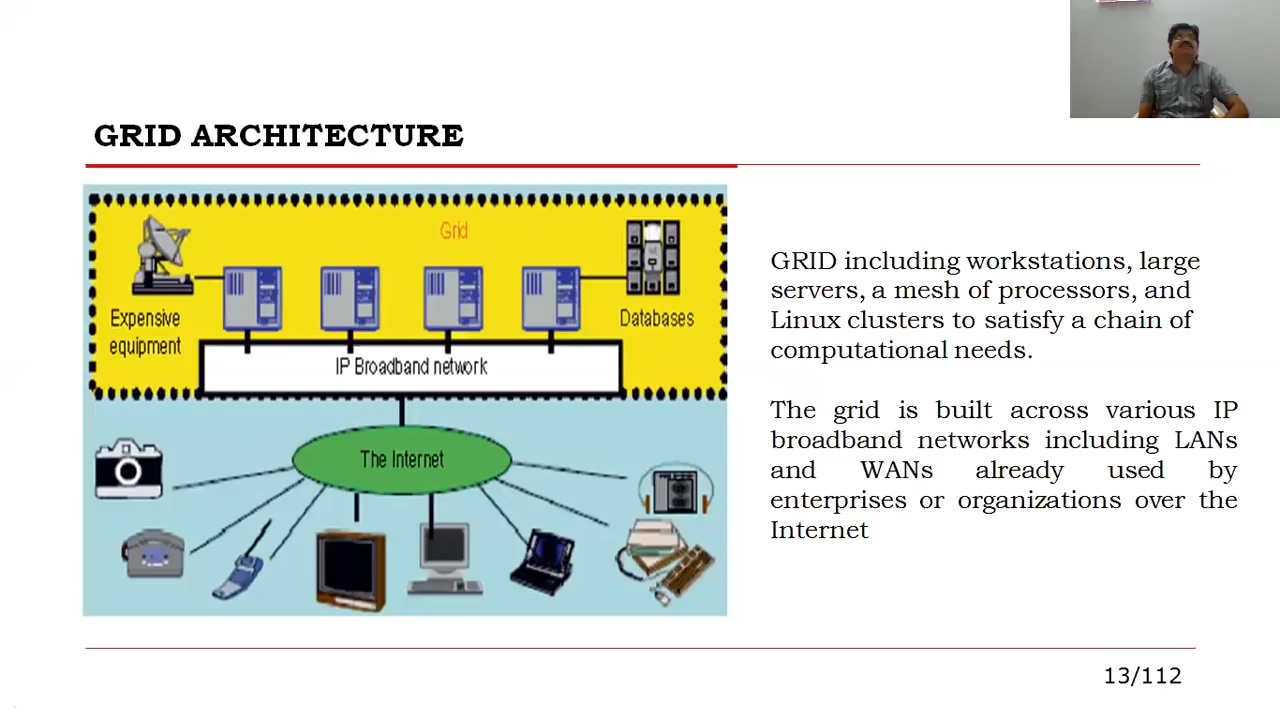 GRID ARCHITECTURE
Grid
Expensive
equipment
Databases
IP Broadband network
The Internet
GRID including workstations, large
servers, a mesh of processors, and
Linux clusters to satisfy a chain of
computational needs.
The grid is built across various IP
broadband networks including LANs
and WANs already used by
enterprises or organizations over the
Internet
13/112